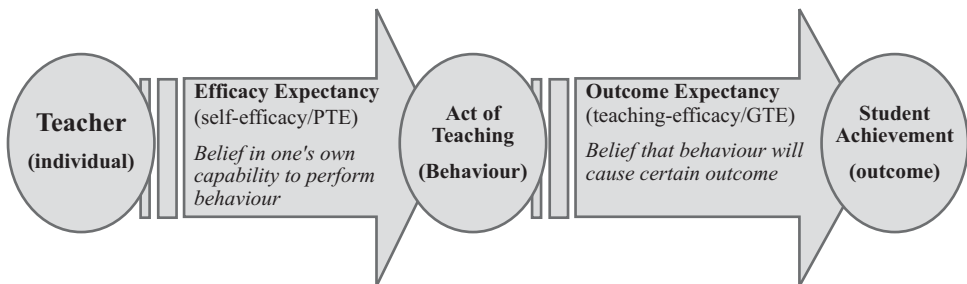 Teacher
(individual)
Efficacy Expectancy
(self-efficacy/PTE)
Belief in one's own
capability to perform
behaviour
Act of
Teaching
(Behaviour)
Outcome Expectancy
(teaching-efficacy/GTE)
Belief that behaviour will
cause certain outcome
Student
Achievement
(outcome)